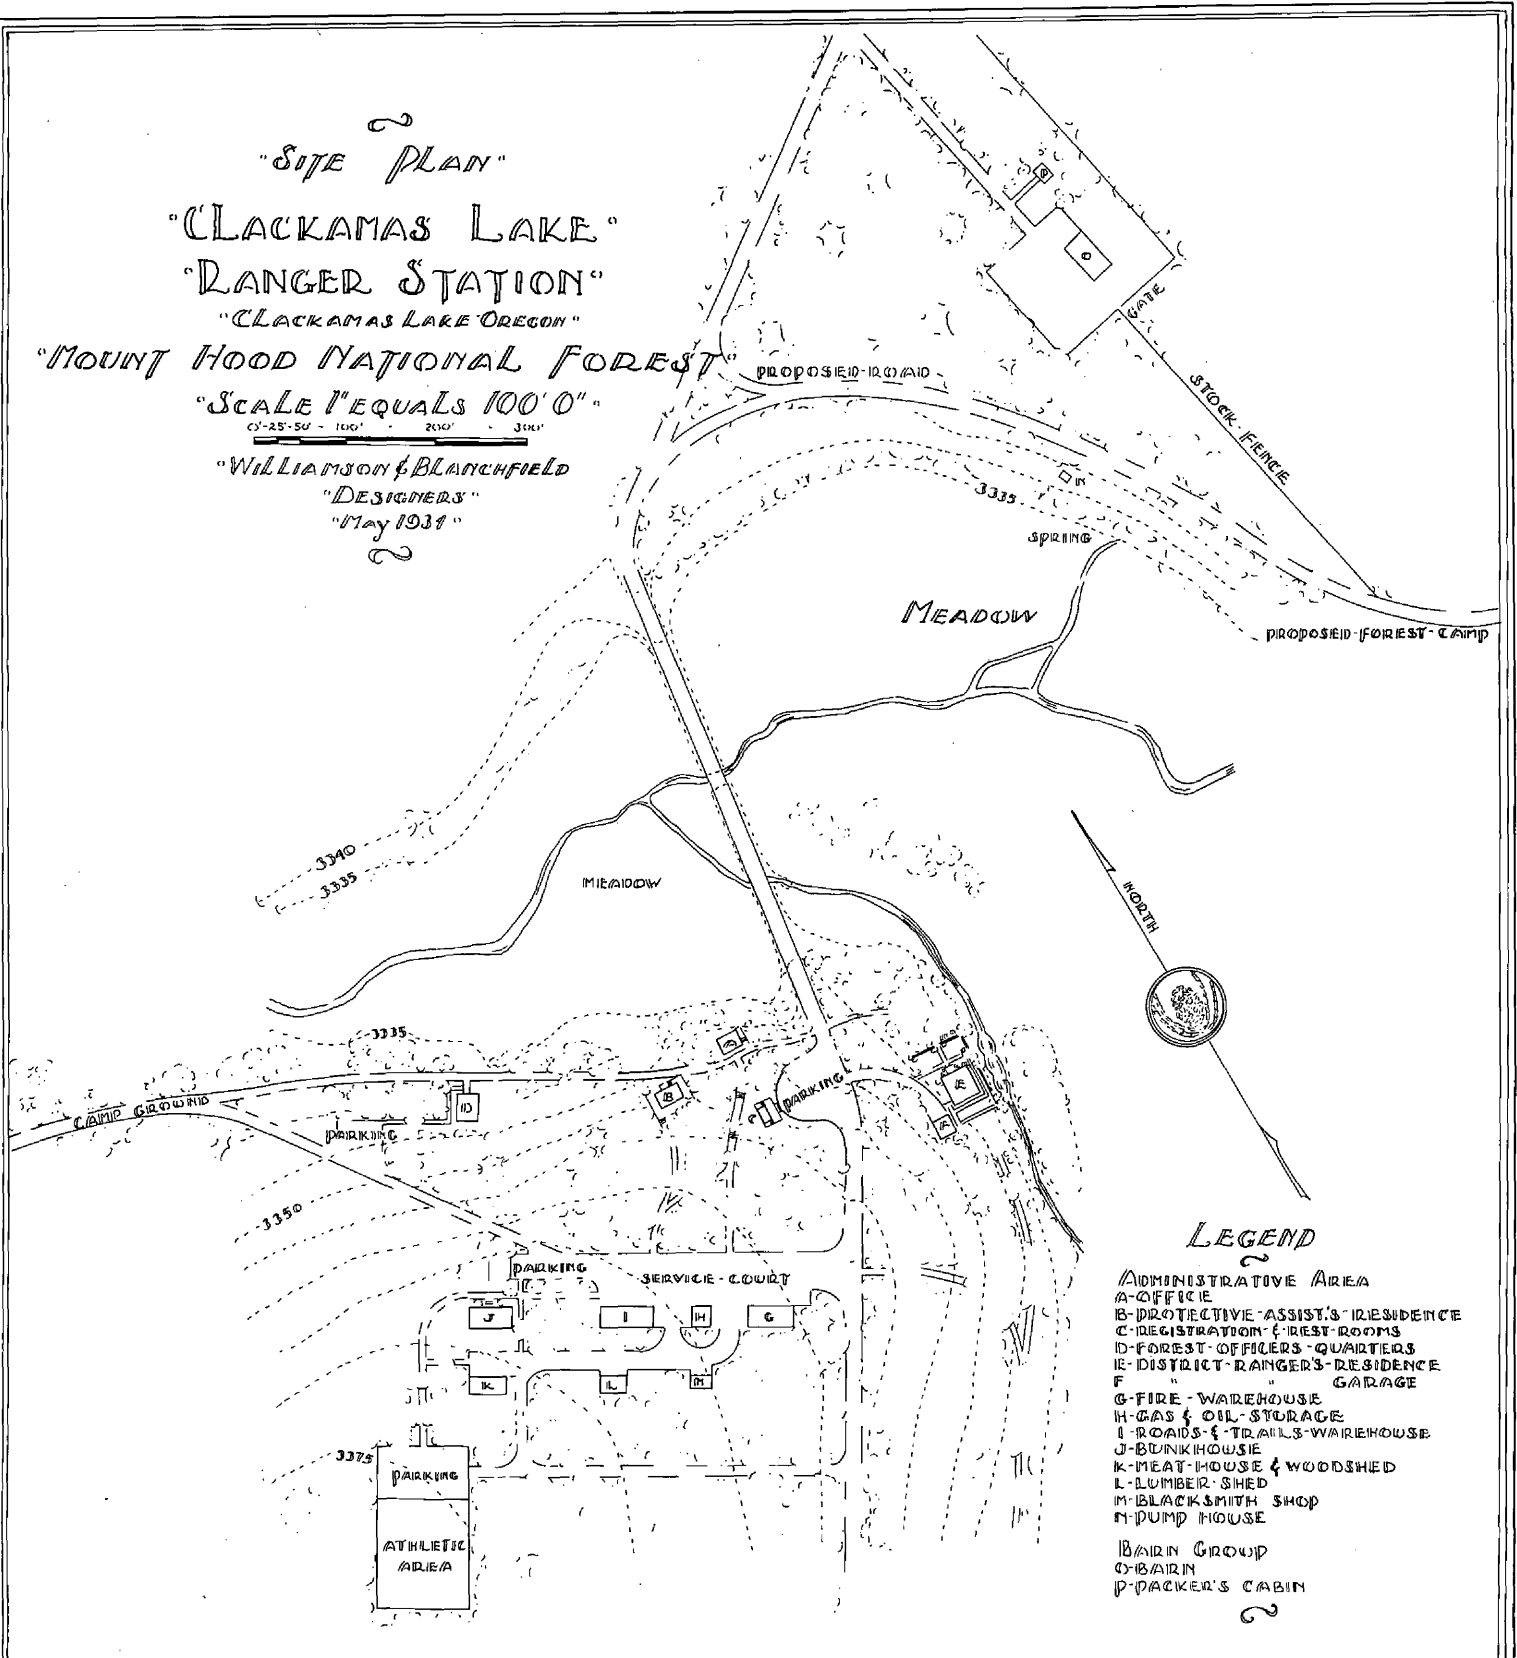 "SITE PLAN"
"CLACKAMAS LAKE"
"RANGER STATION"
"CLACKAMAS LAKE OREGON"
"MOUNT HOOD NATIONAL FOREST"
"SCALE 1" EQUALS 100' 0""
0'-25'-50' - 100' - 200' - 300'
"WILLIAMSON & BLANCHFIELD
"DESIGNERS"
"May 1931"
P
O
GATE
PROPOSED-ROAD
STOCK-FENCE
N
3335
SPRING
MEADOW
PROPOSED-FOREST-CAMP
3340
3335
MEADOW
NORTH
3335
A
CAMP GROUND
D
B
C
PARKING
E
F
PARKING
3350
PARKING
SERVICE-COURT
J
I
H
G
K
L
M
3375
PARKING
ATHLETIC
AREA
LEGEND
ADMINISTRATIVE AREA
A-OFFICE
B-PROTECTIVE-ASSIST.'S-RESIDENCE
C-REGISTRATION-&-REST-ROOMS
D-FOREST-OFFICERS-QUARTERS
E-DISTRICT-RANGER'S-RESIDENCE
F " " GARAGE
G-FIRE-WAREHOUSE
H-GAS & OIL-STORAGE
I-ROADS-&-TRAILS-WAREHOUSE
J-BUNKHOUSE
K-MEAT-HOUSE & WOODSHED
L-LUMBER-SHED
M-BLACKSMITH SHOP
N-PUMP HOUSE
BARN GROUP
O-BARN
P-PACKER'S CABIN